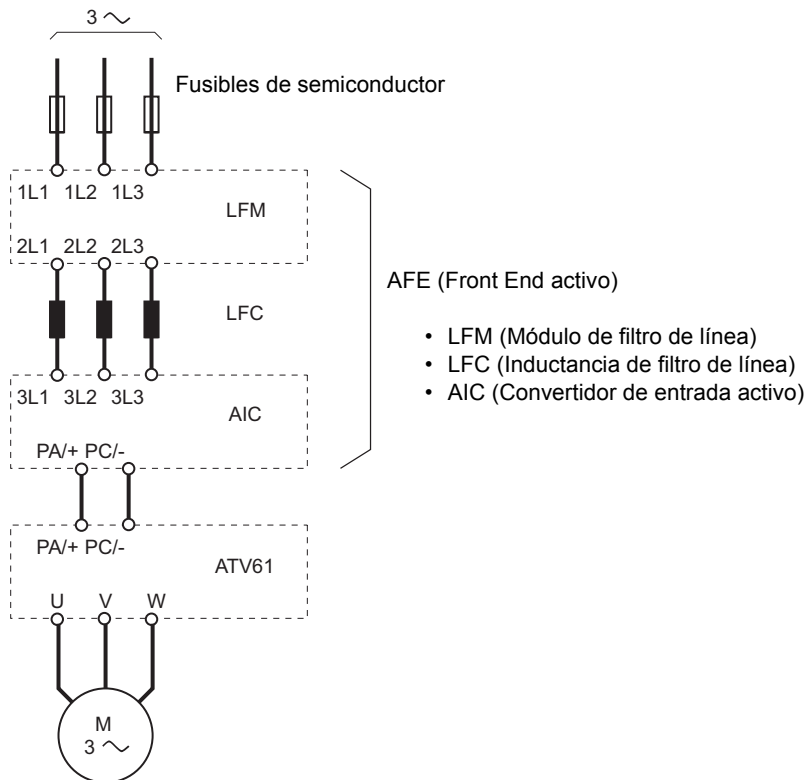 3 ~
Fusibles de semiconductor
1L1 1L2 1L3
LFM
2L1 2L2 2L3
LFC
3L1 3L2 3L3
AIC
PA/+ PC/-
AFE (Front End activo)
• LFM (Módulo de filtro de línea)
• LFC (Inductancia de filtro de línea)
• AIC (Convertidor de entrada activo)
PA/+ PC/-
ATV61
U V W
M
3 ~